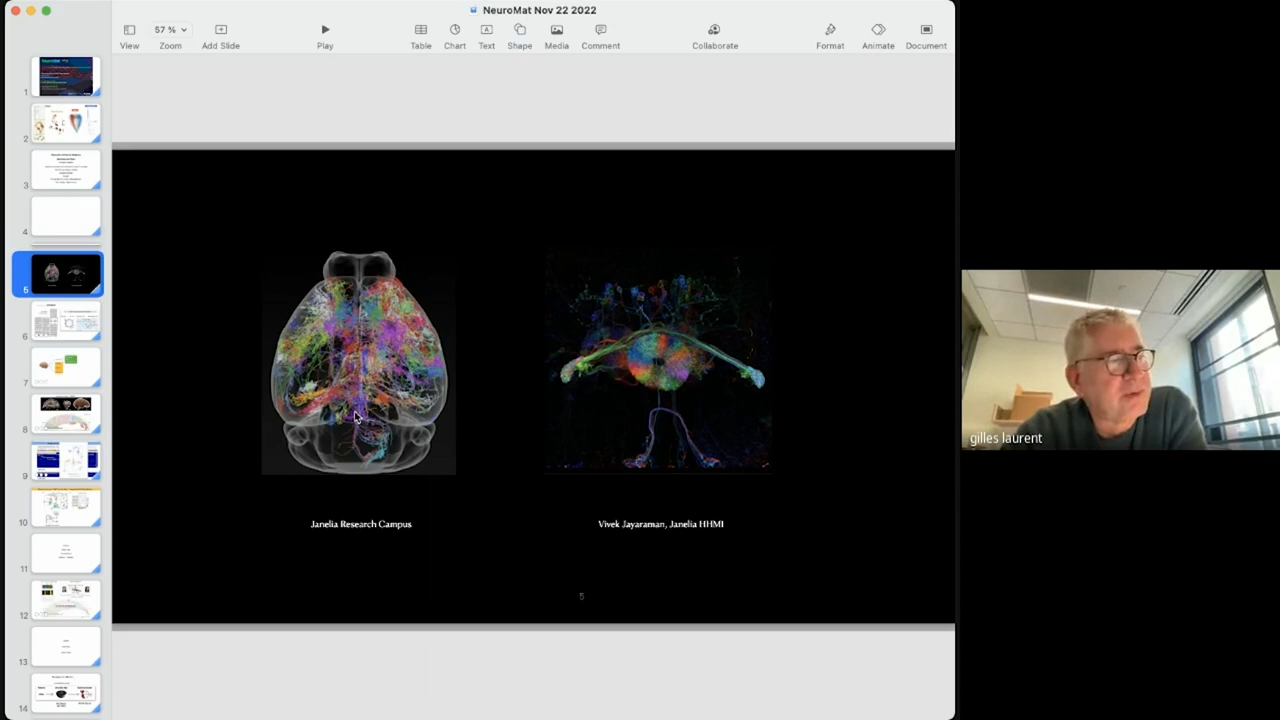 NeuroMat Nov 22 2022
57 %
View
Zoom
Add Slide
Play
Table
Chart
Text
Shape
Media
Comment
Collaborate
Format
Animate
Document
1
2
3
4
5
6
7
8
9
10
11
12
13
14
Janelia Research Campus
Vivek Jayaraman, Janelia HHMI
5
gilles laurent